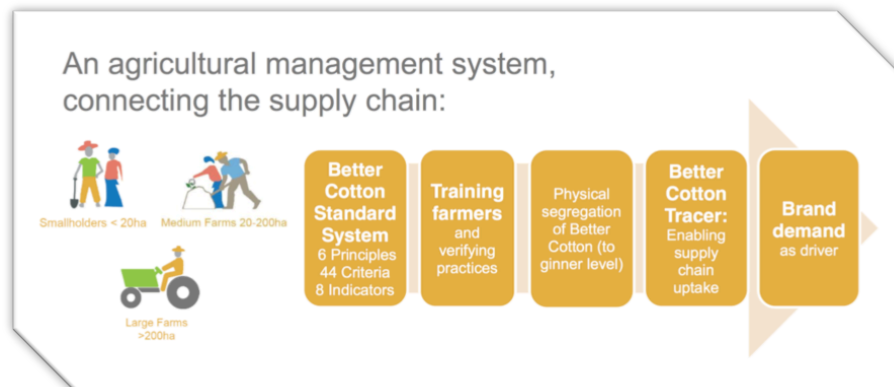 An agricultural management system,
connecting the supply chain:
Smallholders < 20ha
Medium Farms 20-200ha
Large Farms
>200ha
Better
Cotton
Standard
System
6 Principles
44 Criteria
8 Indicators
Training
farmers
and
verifying
practices
Physical
segregation
of Better
Cotton (to
ginner level)
Better
Cotton
Tracer:
Enabling
supply
chain
uptake
Brand
demand
as driver